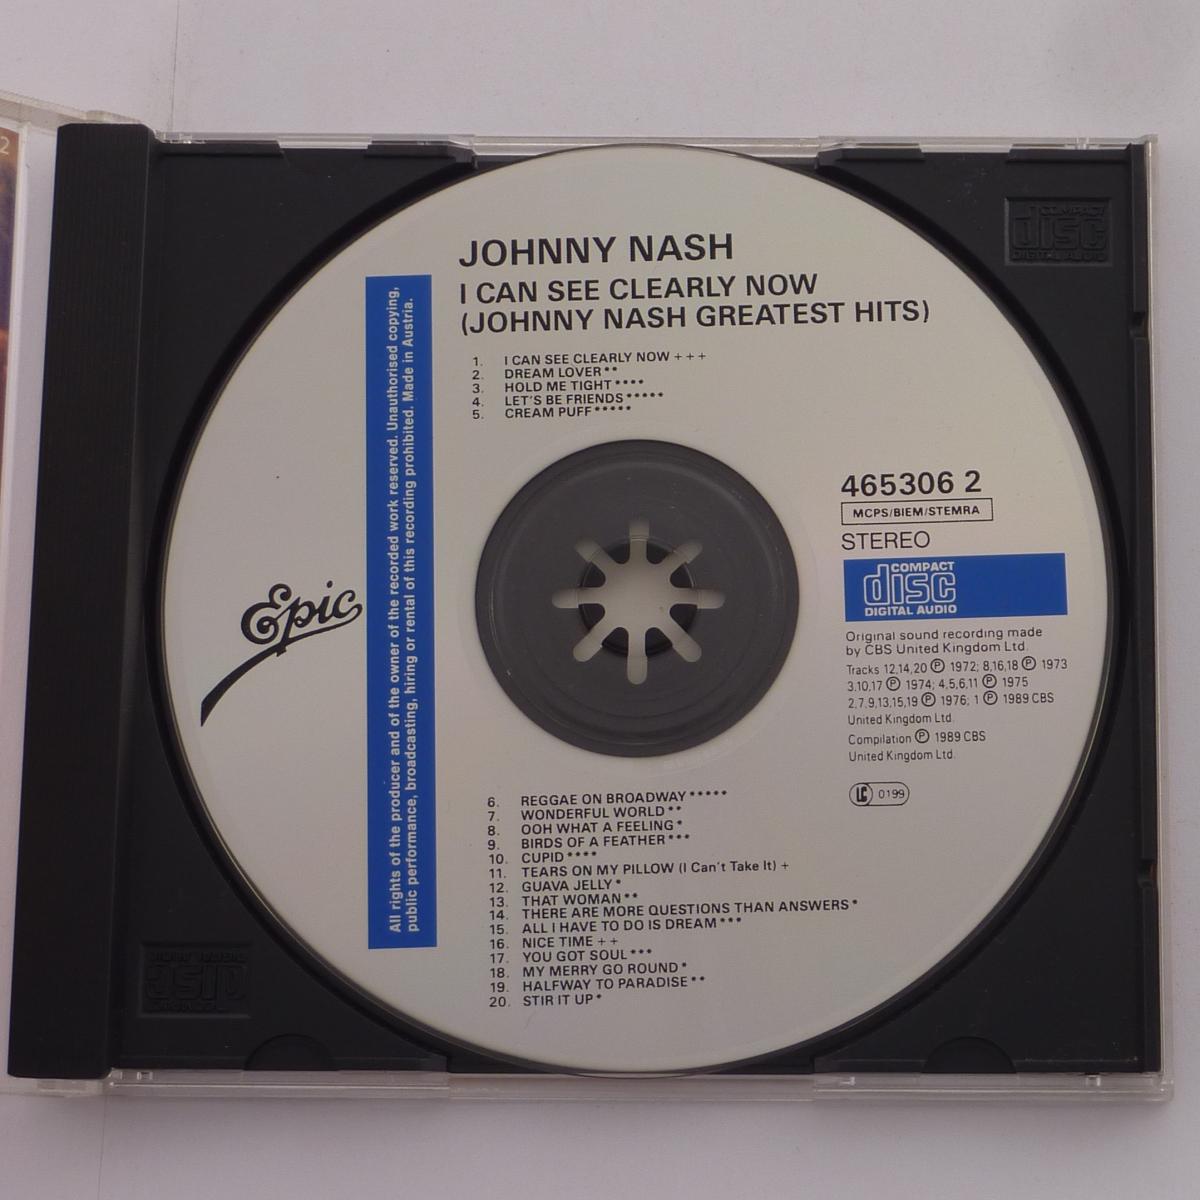 JOHNNY NASH
I CAN SEE CLEARLY NOW
(JOHNNY NASH GREATEST HITS)
1. I CAN SEE CLEARLY NOW + + +
2. DREAM LOVER **
3. HOLD ME TIGHT ****
4. LET'S BE FRIENDS *****
5. CREAM PUFF *****
All rights of the producer and of the owner of the recorded work reserved. Unauthorised copying,
public performance, broadcasting, hiring or rental of this recording prohibited. Made in Austria.
Epic
465306 2
MCPS/BIEM/STEMRA
STEREO
COMPACT
disc
DIGITAL AUDIO
Original sound recording made
by CBS United Kingdom Ltd.
Tracks 12,14,20 ℗ 1972; 8,16,18 ℗ 1973
3,10,17 ℗ 1974; 4,5,6,11 ℗ 1975
2,7,9,13,15,19 ℗ 1976; 1 ℗ 1989 CBS
United Kingdom Ltd.
Compilation ℗ 1989 CBS
United Kingdom Ltd.
LC 0199
6. REGGAE ON BROADWAY *****
7. WONDERFUL WORLD **
8. OOH WHAT A FEELING *
9. BIRDS OF A FEATHER ***
10. CUPID ****
11. TEARS ON MY PILLOW (I Can't Take It) +
12. GUAVA JELLY *
13. THAT WOMAN **
14. THERE ARE MORE QUESTIONS THAN ANSWERS *
15. ALL I HAVE TO DO IS DREAM ***
16. NICE TIME + +
17. YOU GOT SOUL ***
18. MY MERRY GO ROUND *
19. HALFWAY TO PARADISE **
20. STIR IT UP *
COMPACT
disc
DIGITAL AUDIO
COMPACT
disc
DIGITAL AUDIO
2